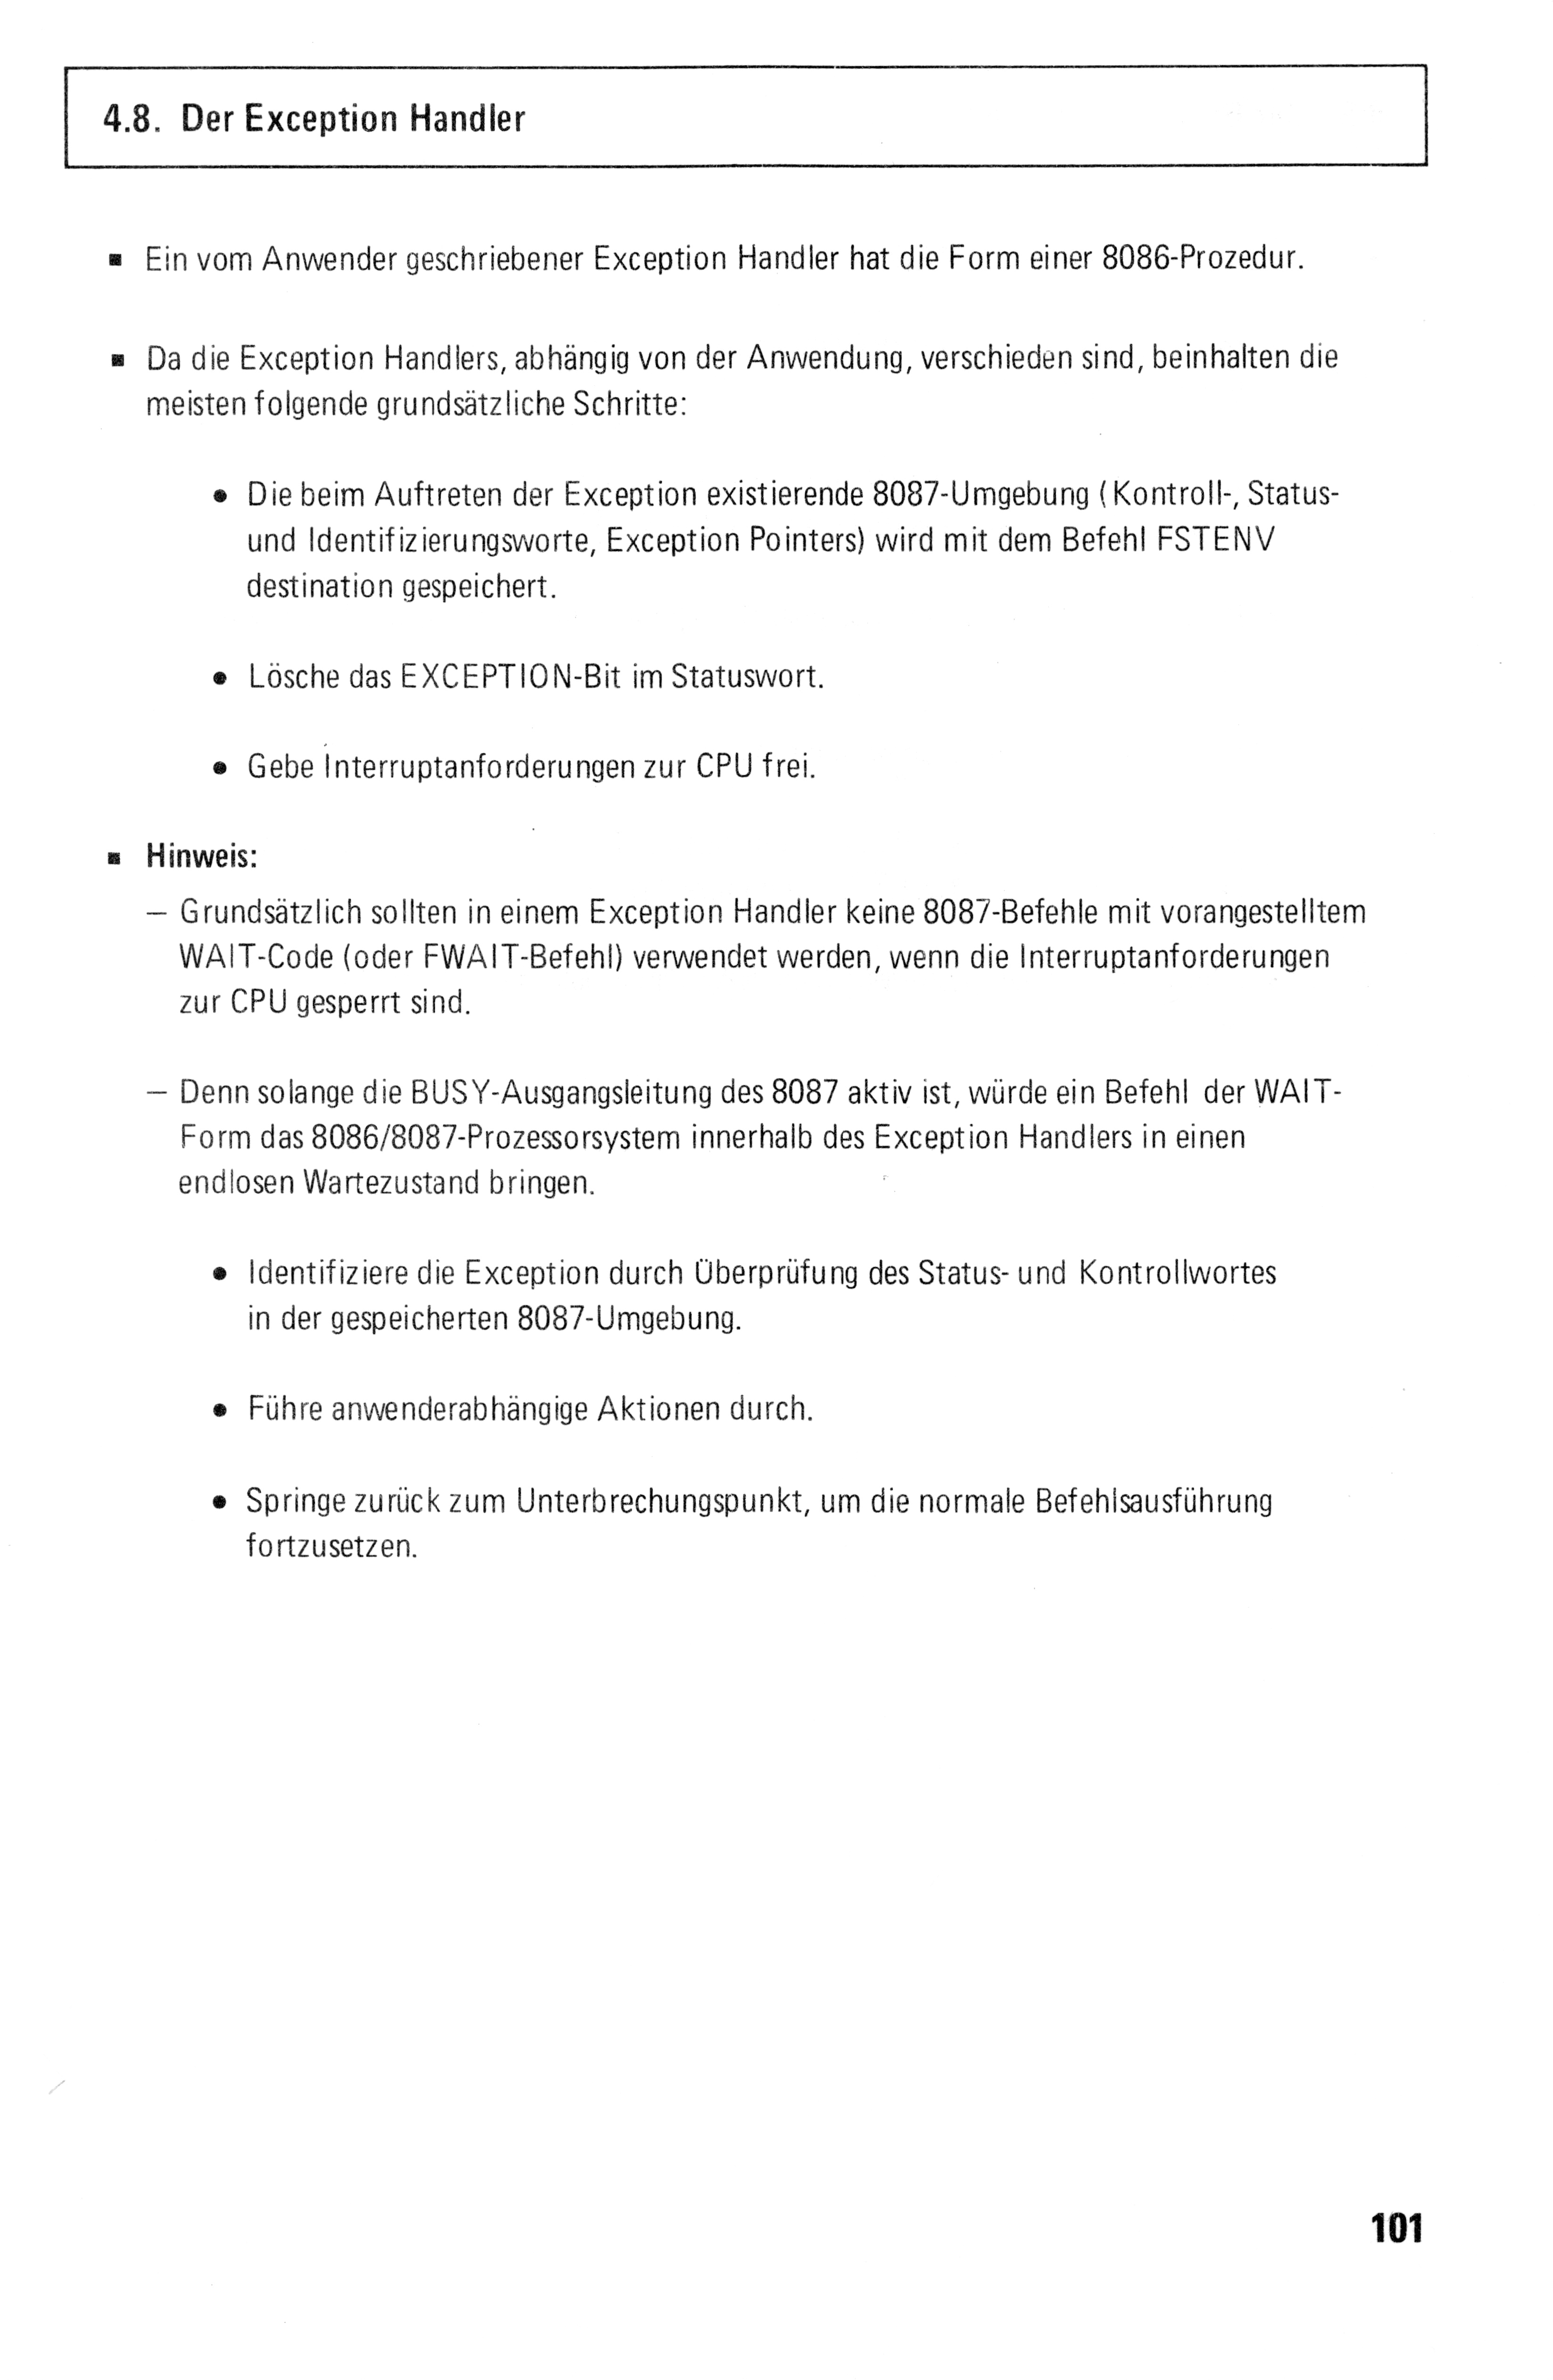 4.8. Der Exception Handler
▪ Ein vom Anwender geschriebener Exception Handler hat die Form einer 8086-Prozedur.
▪ Da die Exception Handlers, abhängig von der Anwendung, verschieden sind, beinhalten die
meisten folgende grundsätzliche Schritte:
• Die beim Auftreten der Exception existierende 8087-Umgebung (Kontroll-, Status-
und Identifizierungsworte, Exception Pointers) wird mit dem Befehl FSTENV
destination gespeichert.
• Lösche das EXCEPTION-Bit im Statuswort.
• Gebe Interruptanforderungen zur CPU frei.
▪ Hinweis:
– Grundsätzlich sollten in einem Exception Handler keine 8087-Befehle mit vorangestelltem
WAIT-Code (oder FWAIT-Befehl) verwendet werden, wenn die Interruptanforderungen
zur CPU gesperrt sind.
– Denn solange die BUSY-Ausgangsleitung des 8087 aktiv ist, würde ein Befehl der WAIT-
Form das 8086/8087-Prozessorsystem innerhalb des Exception Handlers in einen
endlosen Wartezustand bringen.
• Identifiziere die Exception durch Überprüfung des Status- und Kontrollwortes
in der gespeicherten 8087-Umgebung.
• Führe anwenderabhängige Aktionen durch.
• Springe zurück zum Unterbrechungspunkt, um die normale Befehlsausführung
fortzusetzen.
101